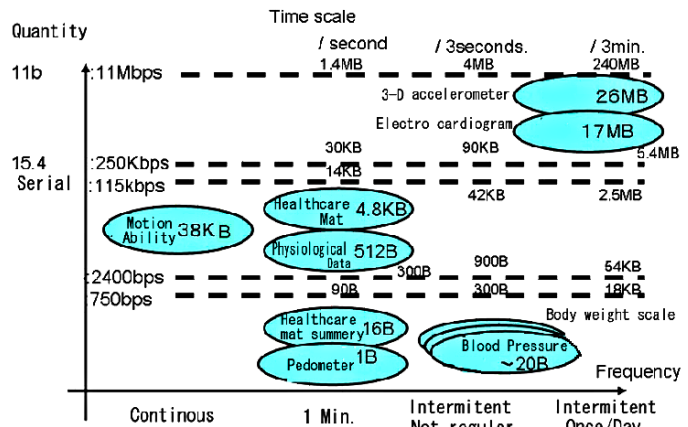 Time scale
Quantity
/ second / 3seconds. / 3min.
11b :11Mbps 1.4MB 4MB 240MB
3-D accelerometer 26MB
Electro cardiogram 17MB
30KB 90KB 5.4MB
15.4 :250Kbps
14KB
Serial :115kbps
42KB 2.5MB
Healthcare
Mat 4.8KB
Motion
Ability 38KB
Physiological
Data 512B
900B
300B 54KB
:2400bps
90B 300B 18KB
:750bps
Body weight scale
Healthcare
mat summery 16B
Blood Pressure
~20B
Pedometer 1B
Frequency
Continous 1 Min. Intermitent Intermitent
Not regular Once/Day